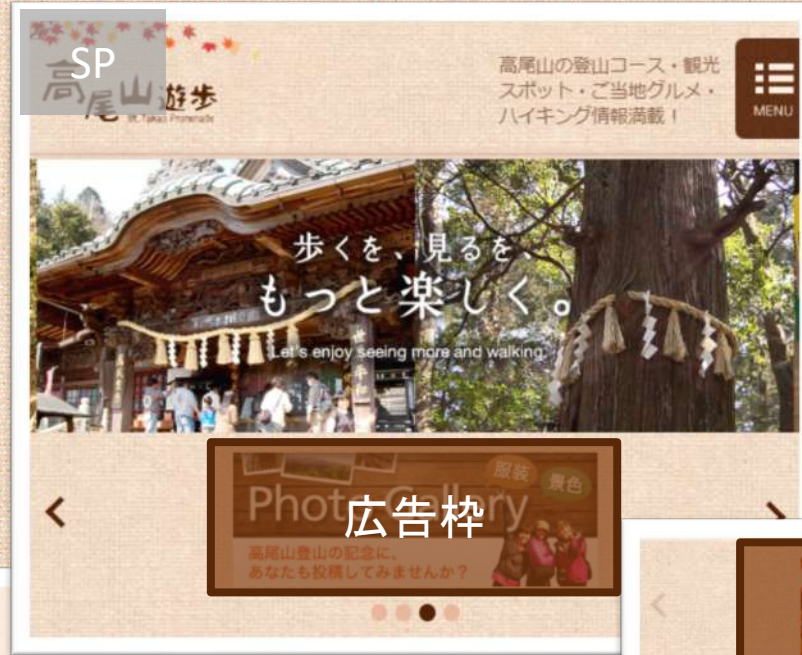 SP
高尾山遊歩
Mt.Takao Promenade
高尾山の登山コース・観光
スポット・ご当地グルメ・
ハイキング情報満載！
MENU
歩くを、見るを、
もっと楽しく。
Let's enjoy seeing more and walking.
服装 景色
Photo Gallery
広告枠
高尾山登山の記念に、
あなたも投稿してみませんか？